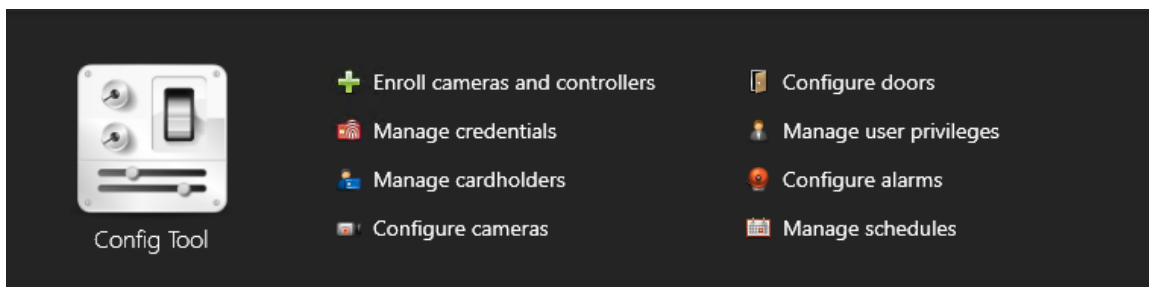 Config Tool
Enroll cameras and controllers
Manage credentials
Manage cardholders
Configure cameras
Configure doors
Manage user privileges
Configure alarms
Manage schedules